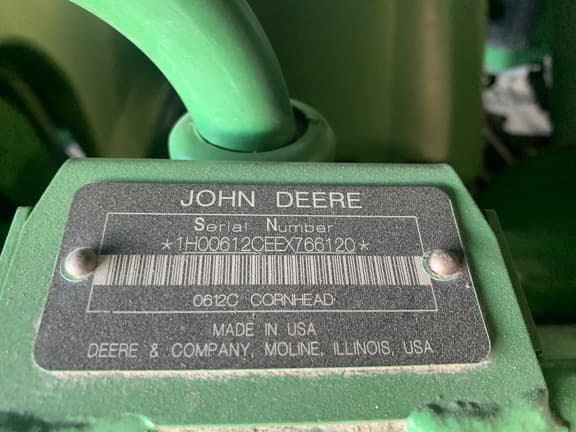 JOHN DEERE
Serial Number
*1H00612CEEX766120*
0612C CORNHEAD
MADE IN USA
DEERE & COMPANY, MOLINE, ILLINOIS, USA